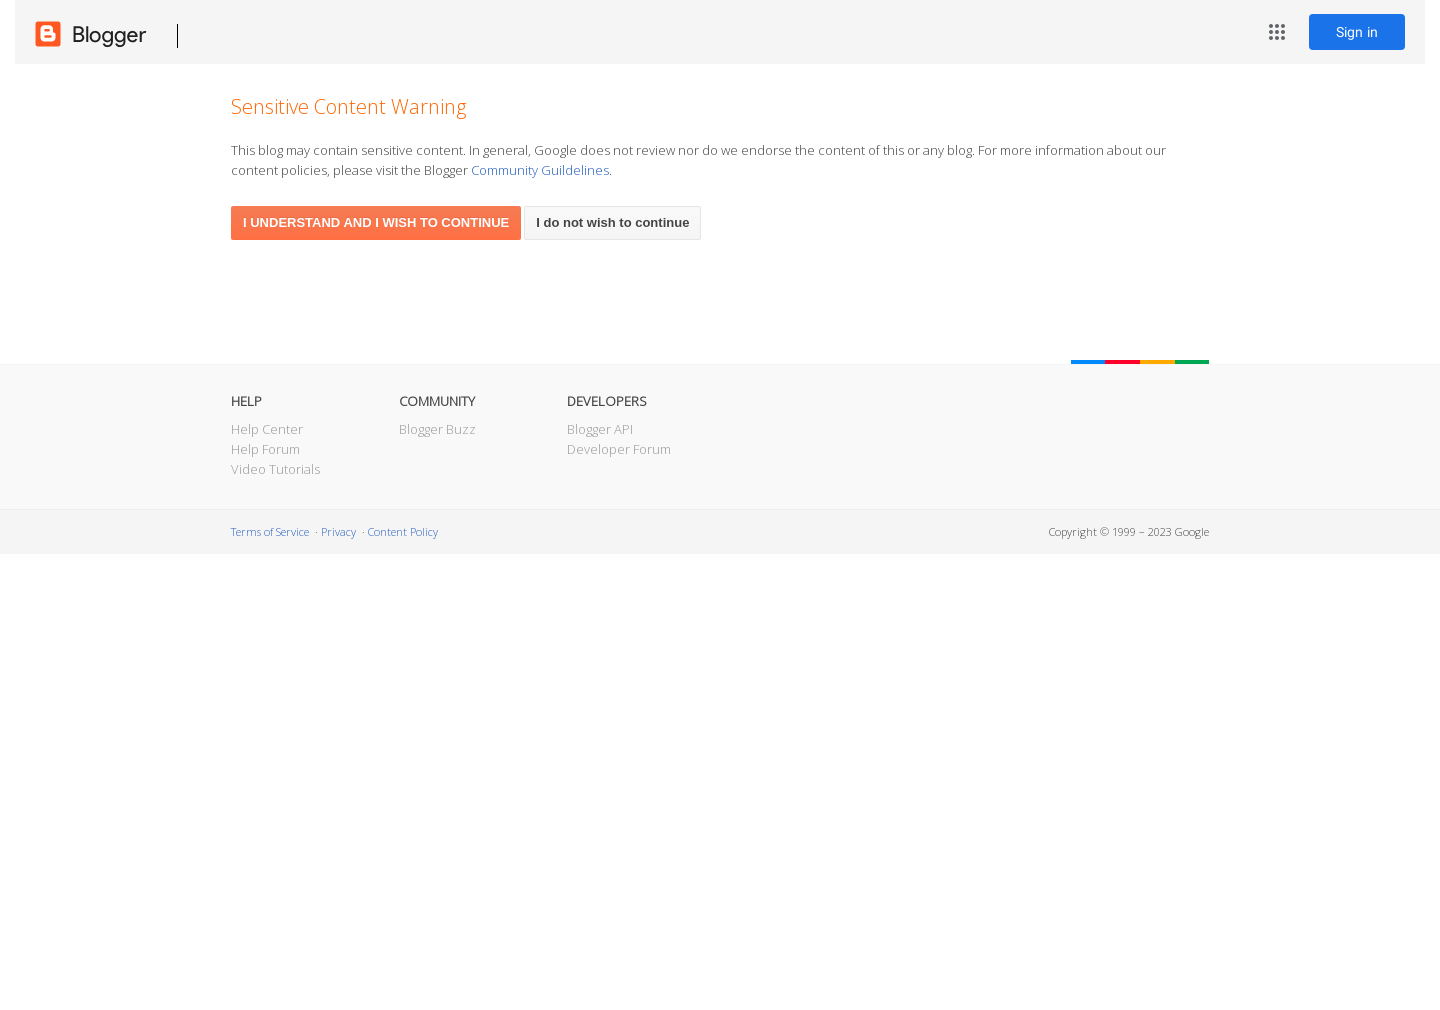 Blogger
Sign in
Sensitive Content Warning
This blog may contain sensitive content. In general, Google does not review nor do we endorse the content of this or any blog. For more information about our
content policies, please visit the Blogger Community Guildelines.
I UNDERSTAND AND I WISH TO CONTINUE
I do not wish to continue
HELP
Help Center
Help Forum
Video Tutorials
COMMUNITY
Blogger Buzz
DEVELOPERS
Blogger API
Developer Forum
Terms of Service · Privacy · Content Policy
Copyright © 1999 – 2023 Google